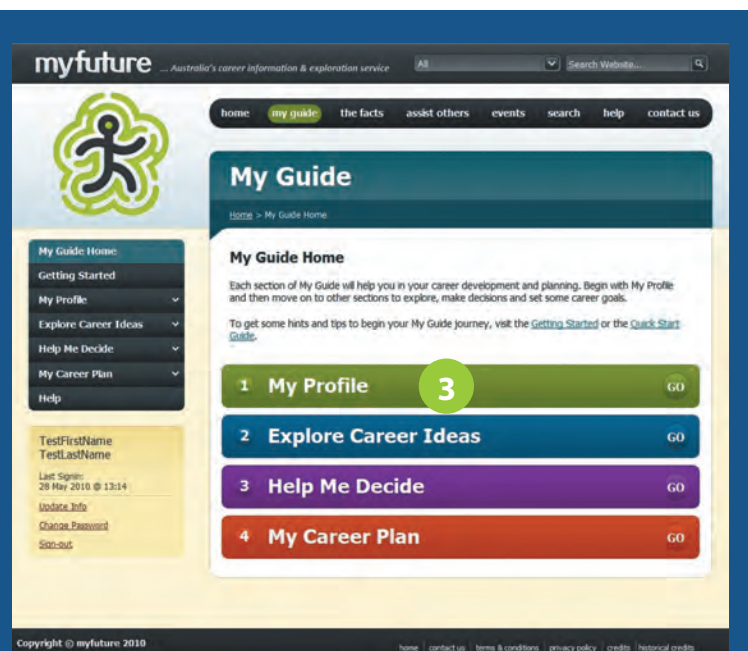 myfuture ... Australia's career information & exploration service
All
Search Website...
home my guide the facts assist others events search help contact us
My Guide
Home > My Guide Home
My Guide Home
Getting Started
My Profile
Explore Career Ideas
Help Me Decide
My Career Plan
Help
TestFirstName
TestLastName
Last Signin:
28 May 2010 @ 13:14
Update Info
Change Password
Sign-out
My Guide Home
Each section of My Guide will help you in your career development and planning. Begin with My Profile
and then move on to other sections to explore, make decisions and set some career goals.
To get some hints and tips to begin your My Guide journey, visit the Getting Started or the Quick Start
Guide.
1 My Profile 3 GO
2 Explore Career Ideas GO
3 Help Me Decide GO
4 My Career Plan GO
Copyright © myfuture 2010
home contact us terms & conditions privacy policy credits historical credits